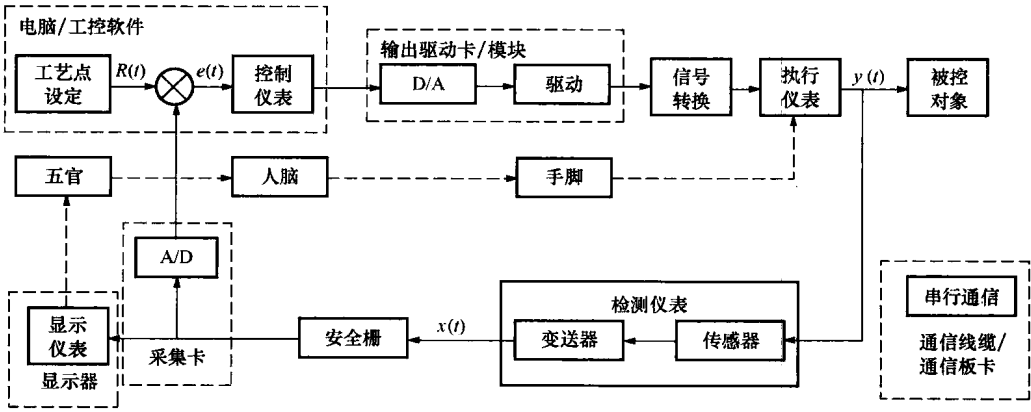 电脑/工控软件
工艺点
设定
R(t)
e(t)
控制
仪表
输出驱动卡/模块
D/A
驱动
信号
转换
执行
仪表
y(t)
被控
对象
五官
人脑
手脚
A/D
采集卡
显示
仪表
显示器
安全栅
x(t)
检测仪表
变送器
传感器
串行通信
通信线缆/
通信板卡